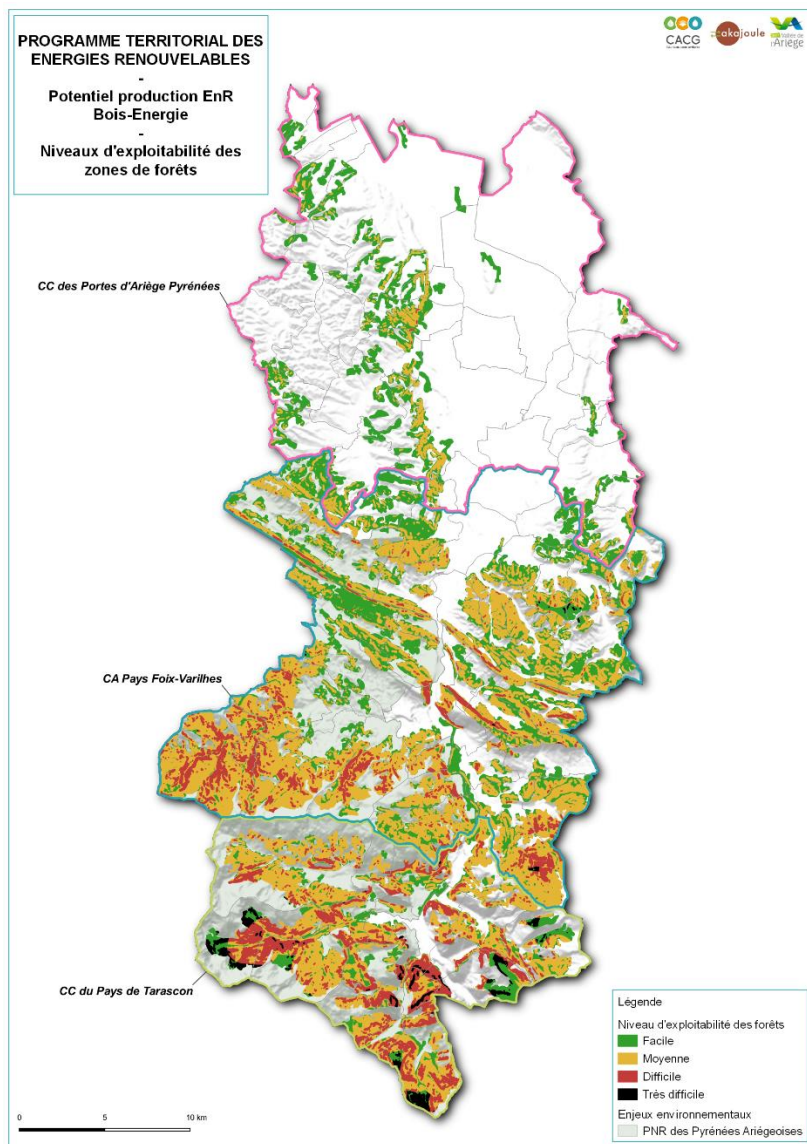 PROGRAMME TERRITORIAL DES
ENERGIES RENOUVELABLES
-
Potentiel production EnR
Bois-Energie
-
Niveaux d'exploitabilité des
zones de forêts
CACG
akajoule
Vallée de
l'Ariège
CC des Portes d'Ariège Pyrénées
CA Pays Foix-Varilhes
CC du Pays de Tarascon
0 5 10 km
Légende
Niveau d'exploitabilité des forêts
Facile
Moyenne
Difficile
Trés difficile
Enjeux environnementaux
PNR des Pyrénées Ariégeoises